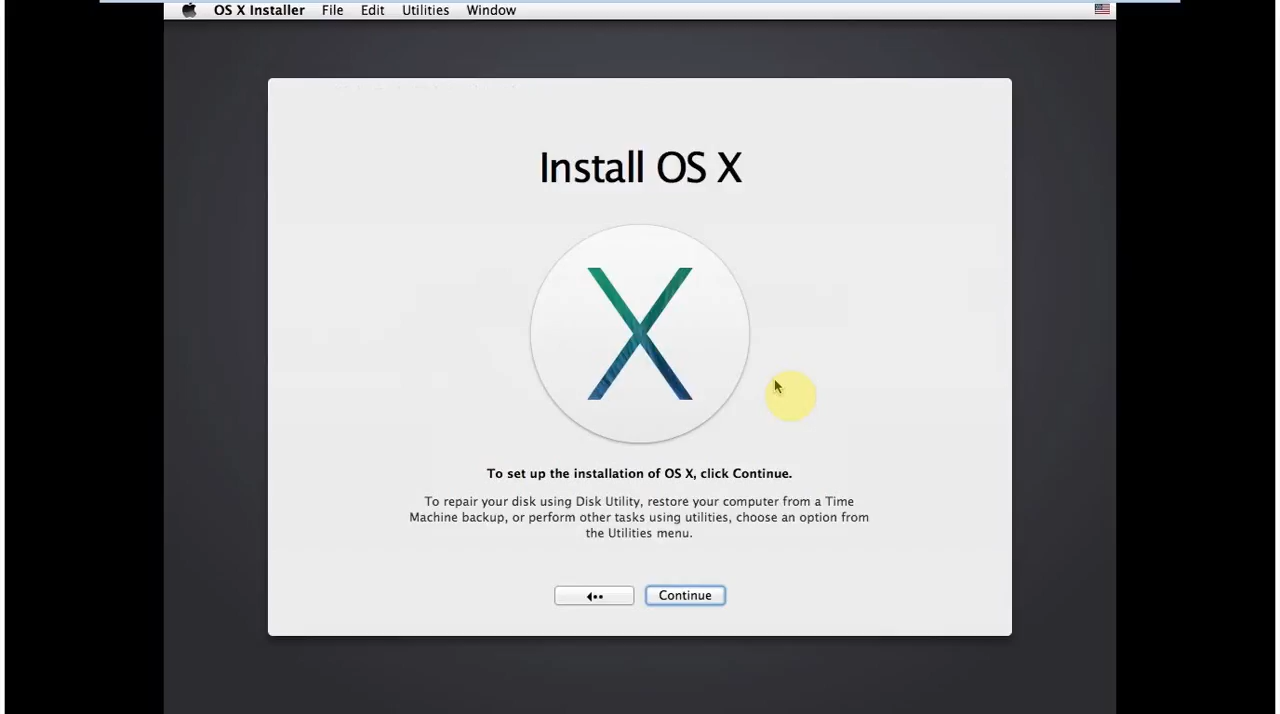 OS X Installer File Edit Utilities Window
Install OS X
To set up the installation of OS X, click Continue.
To repair your disk using Disk Utility, restore your computer from a Time
Machine backup, or perform other tasks using utilities, choose an option from
the Utilities menu.
Continue